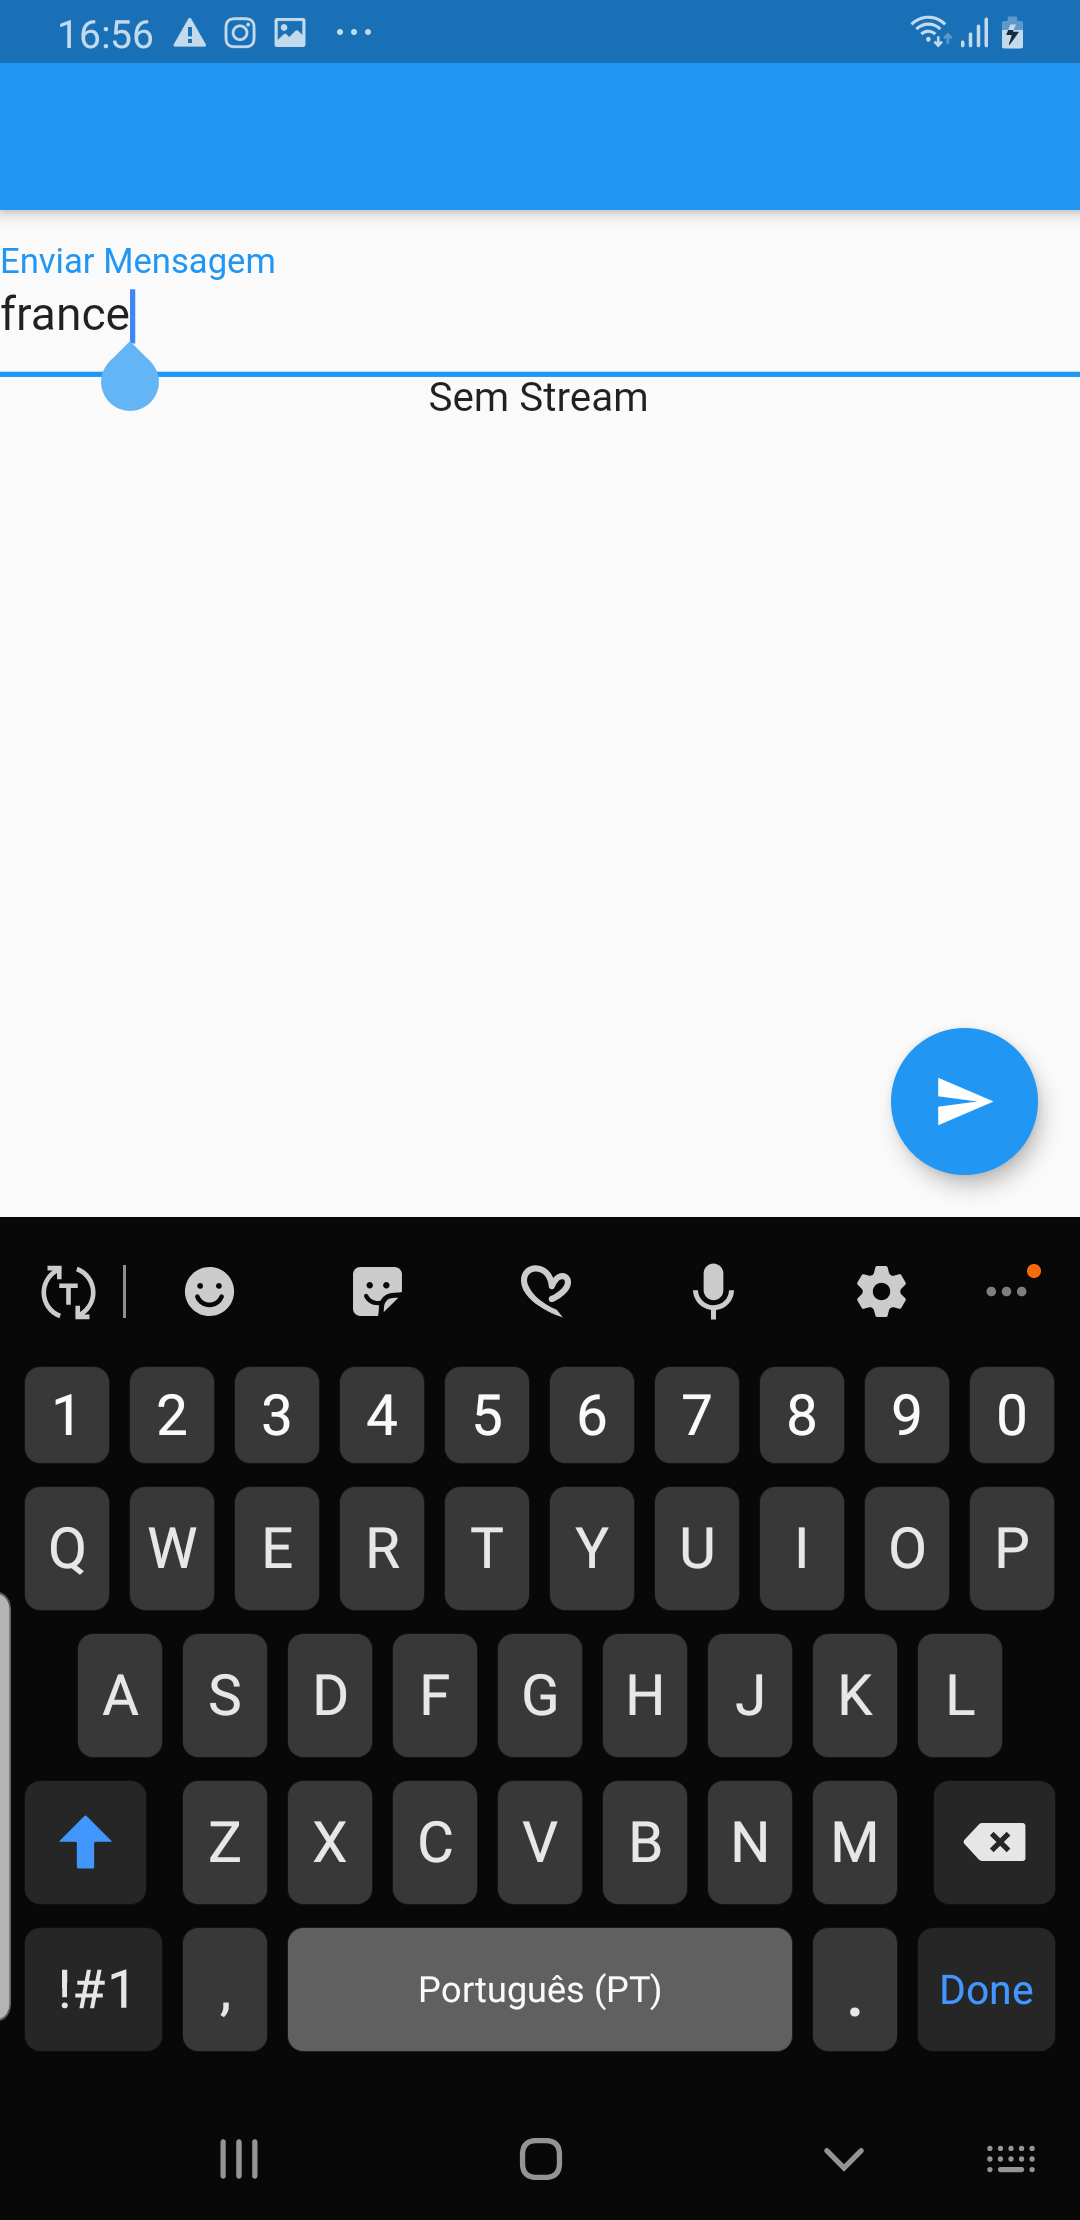 16:56
Enviar Mensagem
france
Sem Stream
T
1 2 3 4 5 6 7 8 9 0
Q W E R T Y U I O P
A S D F G H J K L
Z X C V B N M
!#1 , Português (PT) . Done